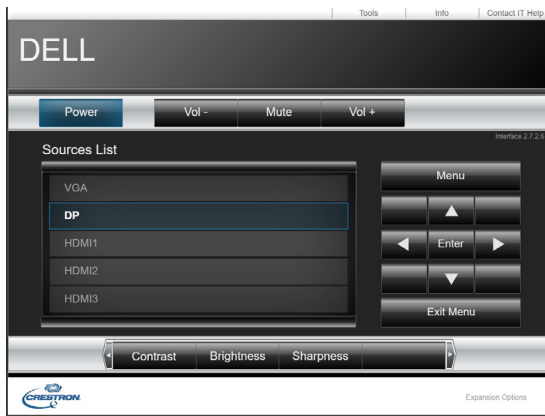 Tools Info Contact IT Help
DELL
Power Vol - Mute Vol +
Interface 2.7.2.6
Sources List
VGA
DP
HDMI1
HDMI2
HDMI3
Menu
Enter
Exit Menu
Contrast Brightness Sharpness
CRESTRON
Expansion Options